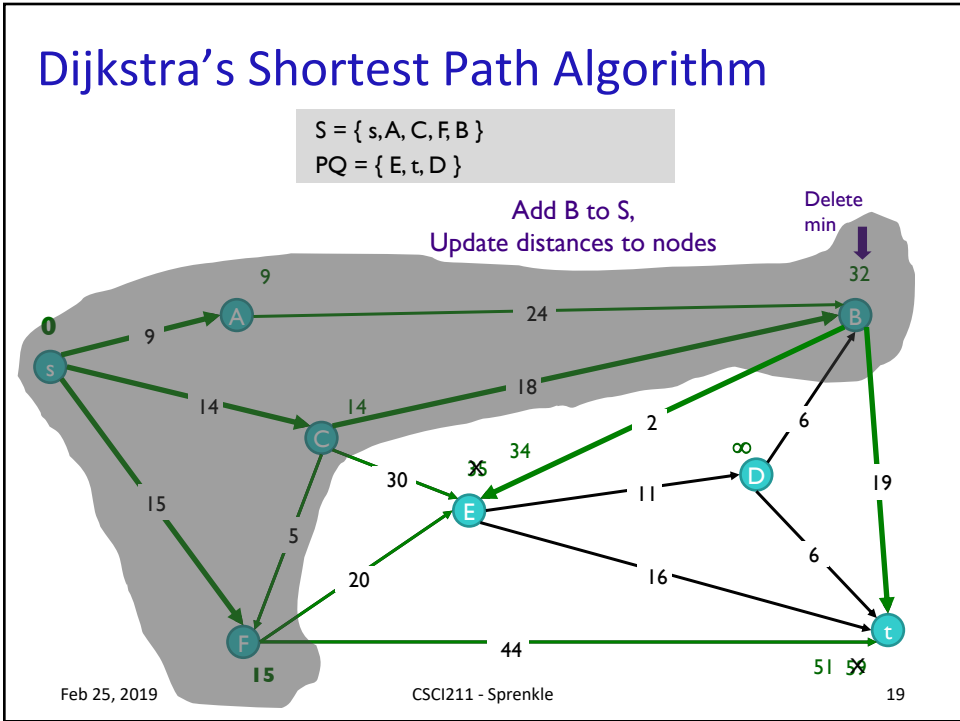 Dijkstra's Shortest Path Algorithm
S = { s, A, C, F, B }
PQ = { E, t, D }
Add B to S,
Update distances to nodes
Delete
min
9
32
0
A
24
B
9
s
18
14
14
C
2
6
34
∞
35
30
D
19
15
11
E
5
6
20
16
F
44
t
15
51 59
Feb 25, 2019
CSCI211 - Sprenkle
19